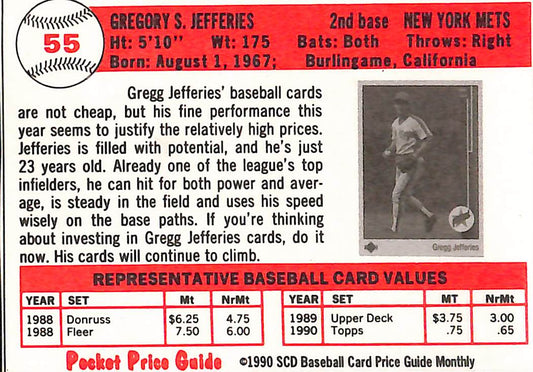 55
GREGORY S. JEFFERIES 2nd base NEW YORK METS
Ht: 5'10" Wt: 175 Bats: Both Throws: Right
Born: August 1, 1967; Burlingame, California
Gregg Jefferies' baseball cards
are not cheap, but his fine performance this
year seems to justify the relatively high prices.
Jefferies is filled with potential, and he's just
23 years old. Already one of the league's top
infielders, he can hit for both power and aver-
age, is steady in the field and uses his speed
wisely on the base paths. If you're thinking
about investing in Gregg Jefferies cards, do it
now. His cards will continue to climb.
Gregg Jefferies
REPRESENTATIVE BASEBALL CARD VALUES
YEAR SET Mt NrMt YEAR SET MT NrMt
1988 Donruss $6.25 4.75 1989 Upper Deck $3.75 3.00
1988 Fleer 7.50 6.00 1990 Topps .75 .65
Pocket Price Guide ©1990 SCD Baseball Card Price Guide Monthly